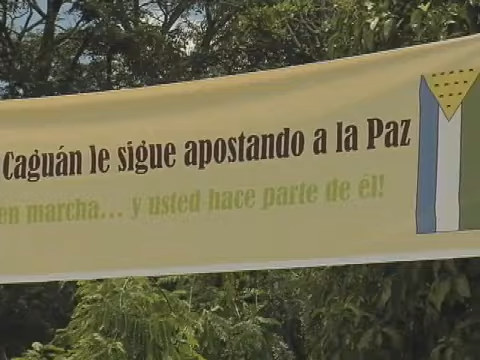 Caguán le sigue apostando a la Paz
en marcha... y usted hace parte de él!